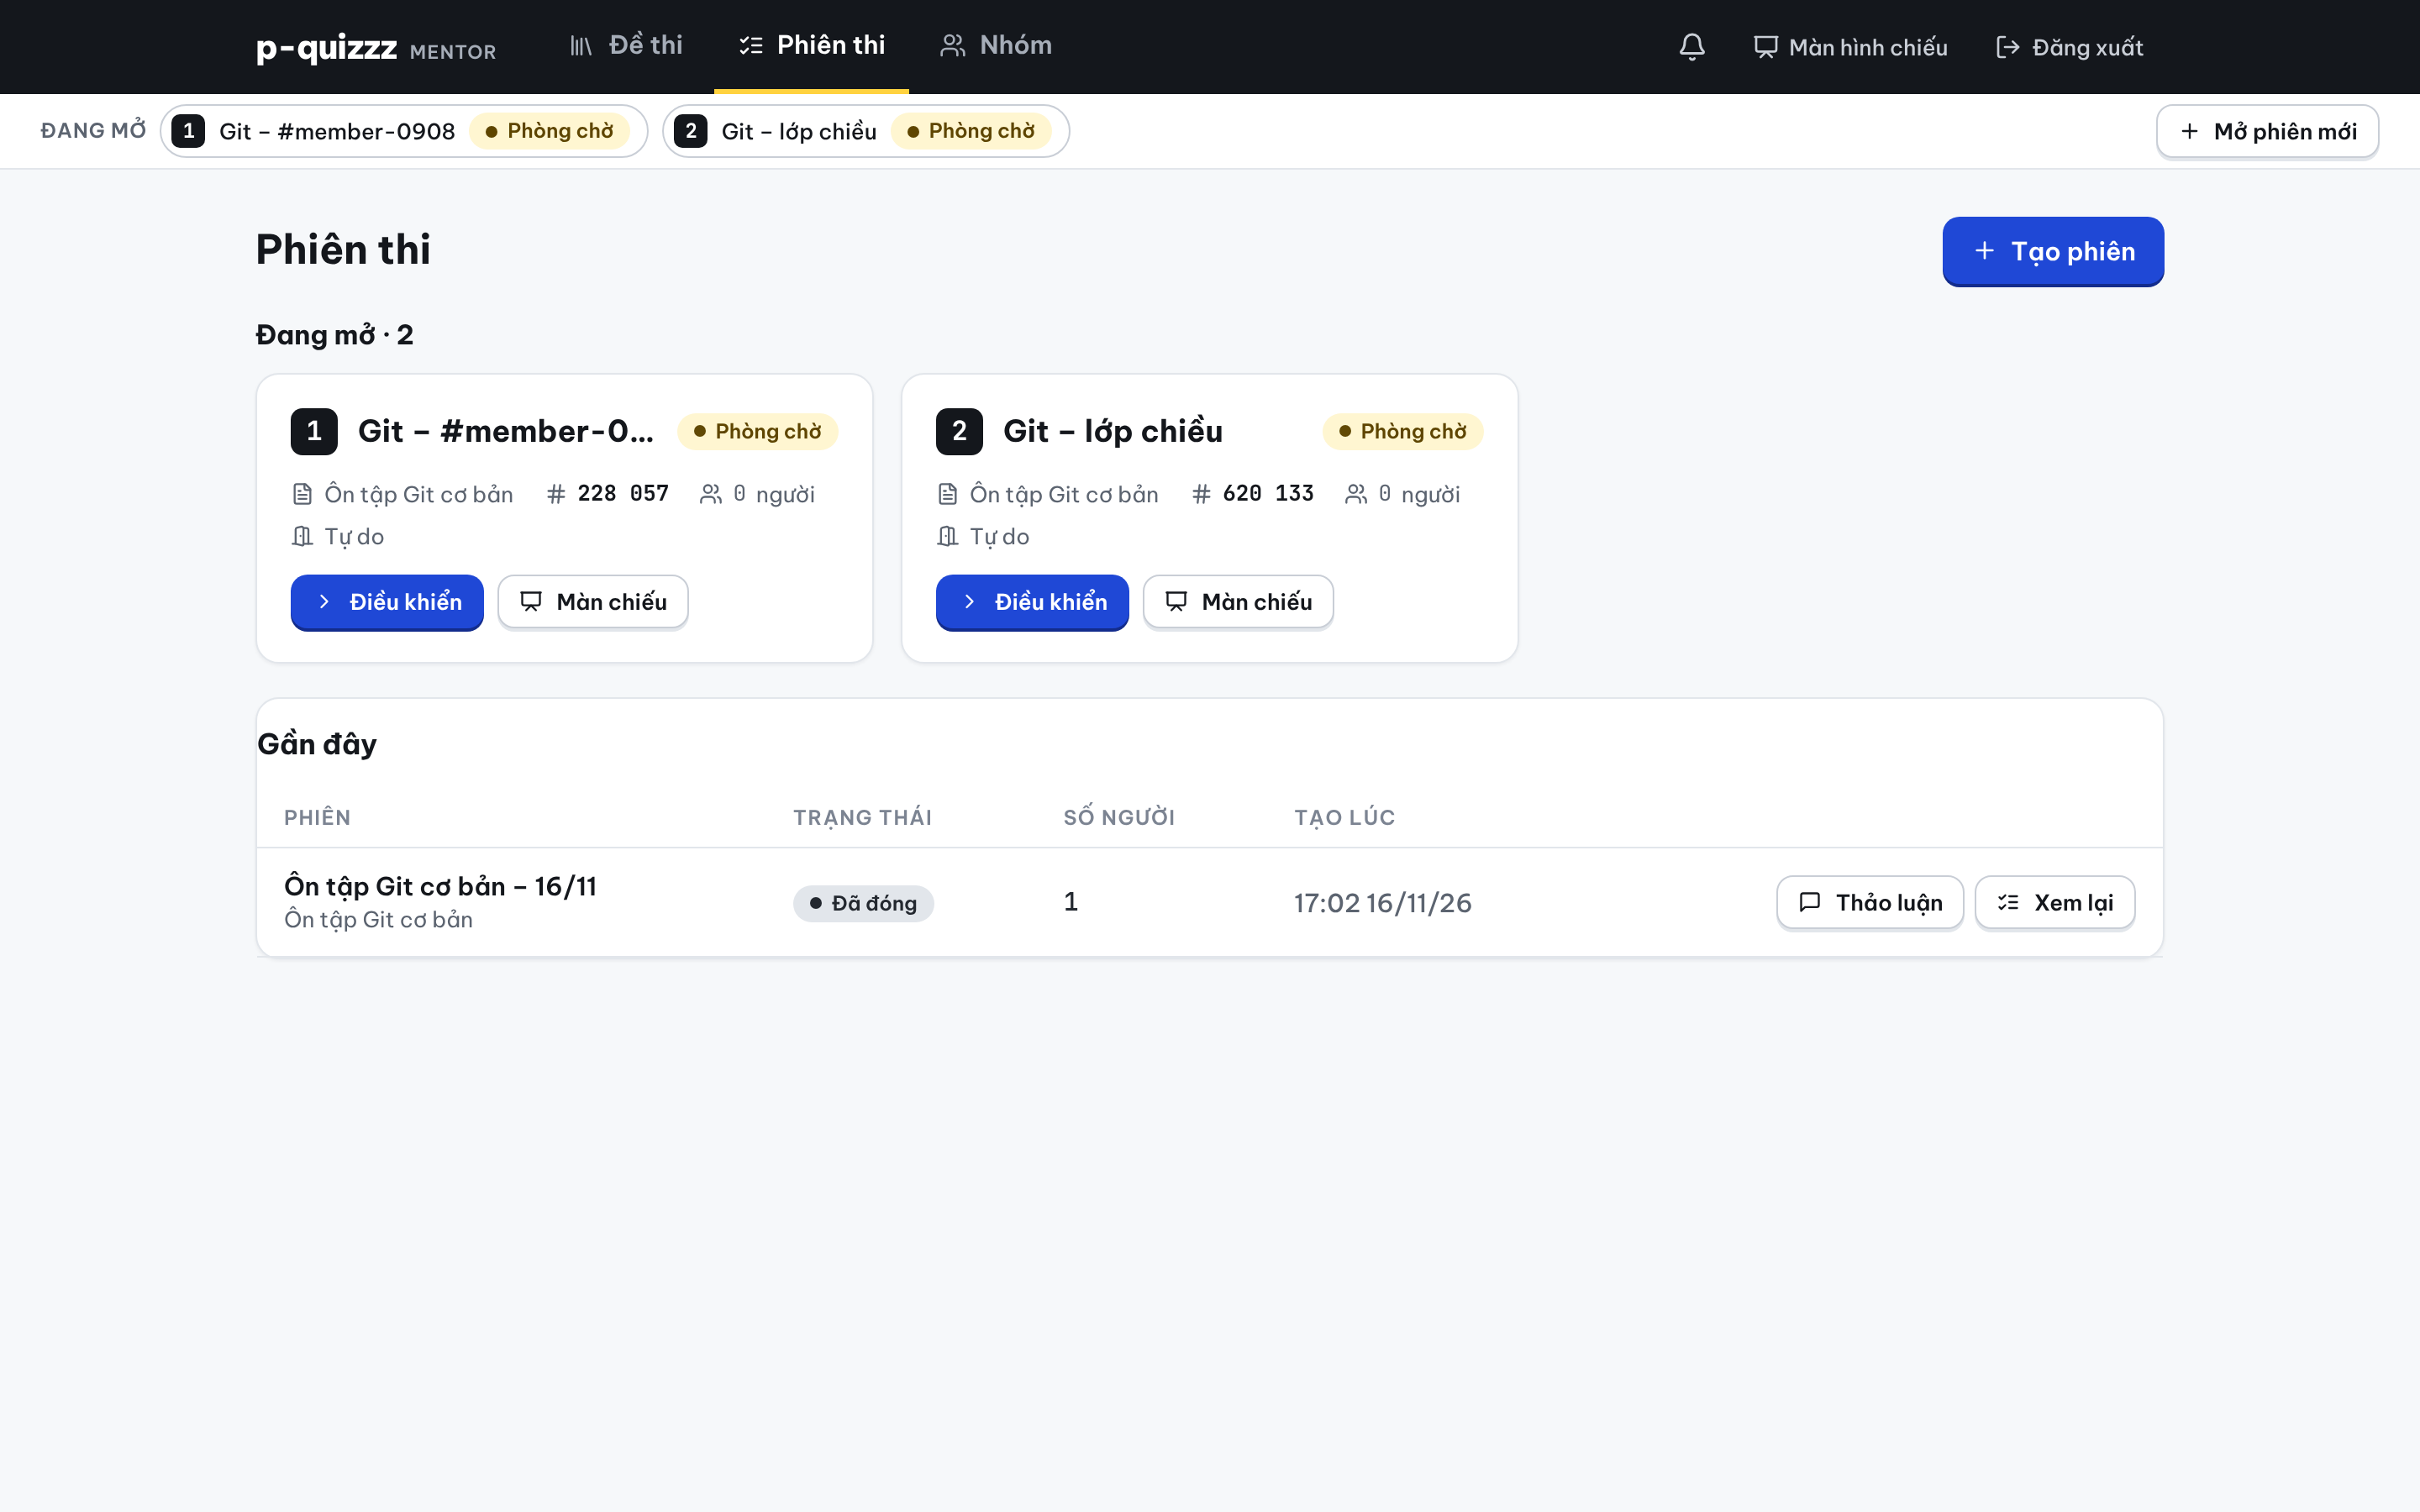 p-quizzz MENTOR Đề thi Phiên thi Nhóm Màn hình chiếu Đăng xuất
ĐANG MỞ 1 Git – #member-0908 Phòng chờ 2 Git – lớp chiều Phòng chờ + Mở phiên mới
Phiên thi + Tạo phiên
Đang mở · 2
1 Git – #member-0... Phòng chờ
Ôn tập Git cơ bản # 228 057 0 người
Tự do
Điều khiển Màn chiếu
2 Git – lớp chiều Phòng chờ
Ôn tập Git cơ bản # 620 133 0 người
Tự do
Điều khiển Màn chiếu
Gần đây
PHIÊN TRẠNG THÁI SỐ NGƯỜI TẠO LÚC
Ôn tập Git cơ bản – 16/11 Đã đóng 1 17:02 16/11/26 Thảo luận Xem lại
Ôn tập Git cơ bản